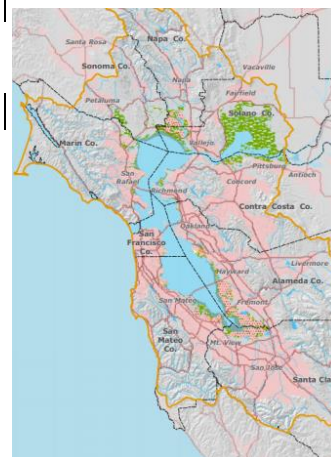 Napa Co.
Santa Rosa
Sonoma Co.
Vacaville
Napa
Fairfield
Petaluma
Solano Co.
Marin Co.
Vallejo
San
Rafael
Pittsburg
Antioch
Concord
Richmond
Contra Costa Co.
Oakland
San
Francisco
Co.
Livermore
Hayward
Alameda Co.
San Mateo
Fremont
San
Mateo
Co.
Mt. View
San Jose
Santa Cla